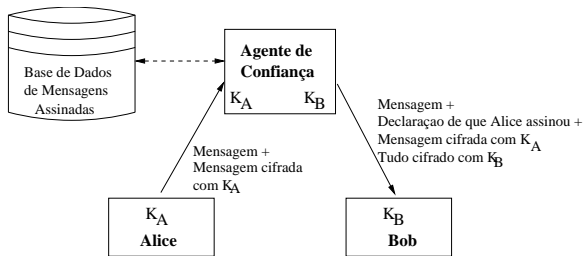 Base de Dados
de Mensagens
Assinadas
Agente de
Confiança
K_A K_B
Mensagem +
Mensagem cifrada
com K_A
Mensagem +
Declaraçao de que Alice assinou +
Mensagem cifrada com K_A
Tudo cifrado com K_B
K_A
Alice
K_B
Bob